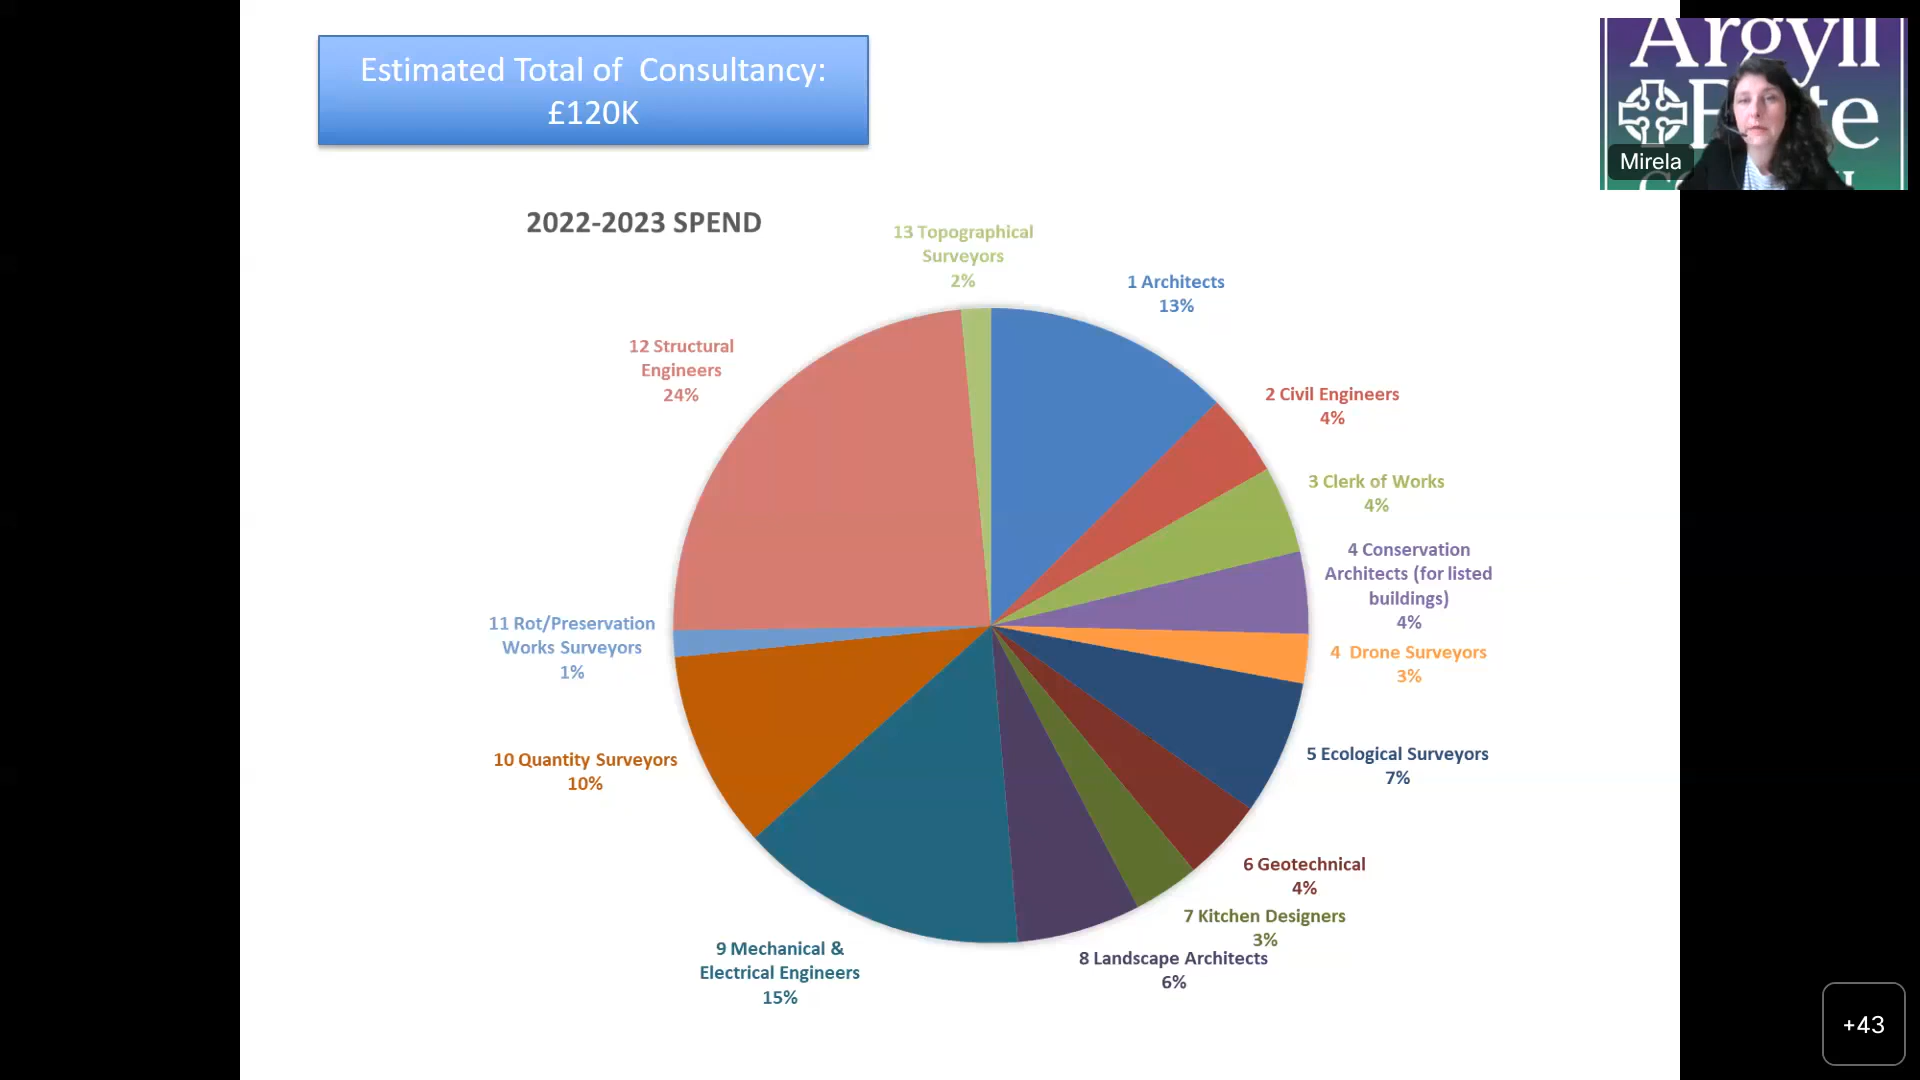 Estimated Total of Consultancy:
£120K
Argyll
Mirela
2022-2023 SPEND
13 Topographical
Surveyors
2%
1 Architects
13%
12 Structural
Engineers
24%
2 Civil Engineers
4%
3 Clerk of Works
4%
4 Conservation
Architects (for listed
buildings)
4%
11 Rot/Preservation
Works Surveyors
1%
4 Drone Surveyors
3%
10 Quantity Surveyors
10%
5 Ecological Surveyors
7%
6 Geotechnical
4%
7 Kitchen Designers
3%
8 Landscape Architects
6%
9 Mechanical &
Electrical Engineers
15%
+43